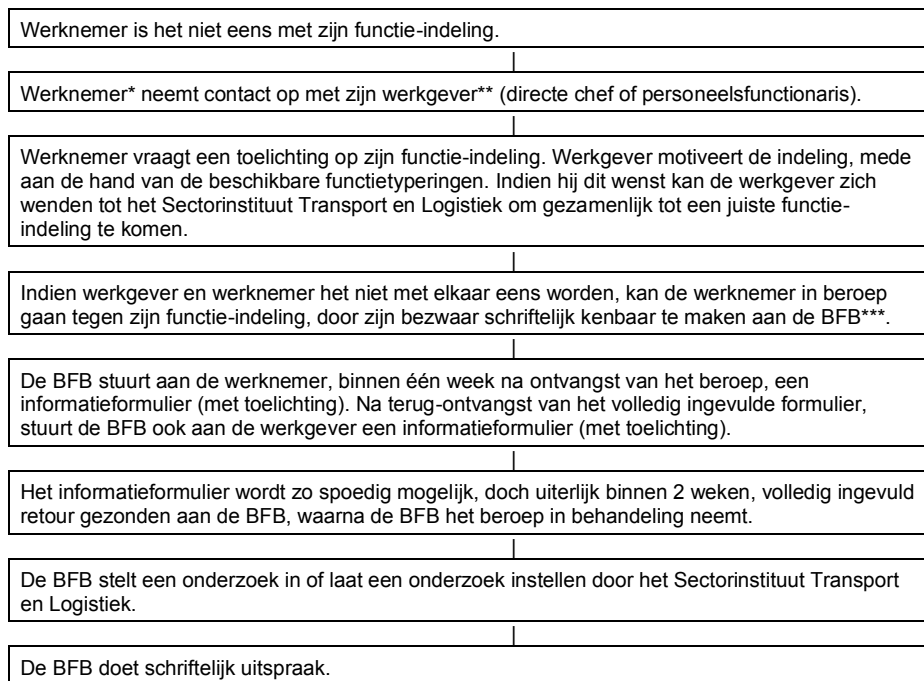 Werknemer is het niet eens met zijn functie-indeling.
Werknemer* neemt contact op met zijn werkgever** (directe chef of personeelsfunctionaris).
Werknemer vraagt een toelichting op zijn functie-indeling. Werkgever motiveert de indeling, mede
aan de hand van de beschikbare functietyperingen. Indien hij dit wenst kan de werkgever zich
wenden tot het Sectorinstituut Transport en Logistiek om gezamenlijk tot een juiste functie-
indeling te komen.
Indien werkgever en werknemer het niet met elkaar eens worden, kan de werknemer in beroep
gaan tegen zijn functie-indeling, door zijn bezwaar schriftelijk kenbaar te maken aan de BFB***.
De BFB stuurt aan de werknemer, binnen één week na ontvangst van het beroep, een
informatieformulier (met toelichting). Na terug-ontvangst van het volledig ingevulde formulier,
stuurt de BFB ook aan de werkgever een informatieformulier (met toelichting).
Het informatieformulier wordt zo spoedig mogelijk, doch uiterlijk binnen 2 weken, volledig ingevuld
retour gezonden aan de BFB, waarna de BFB het beroep in behandeling neemt.
De BFB stelt een onderzoek in of laat een onderzoek instellen door het Sectorinstituut Transport
en Logistiek.
De BFB doet schriftelijk uitspraak.